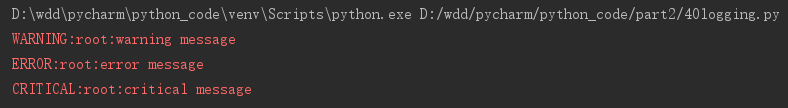 D:\wdd\pycharm\python_code\venv\Scripts\python.exe D:/wdd/pycharm/python_code/part2/40logging.py
WARNING:root:warning message
ERROR:root:error message
CRITICAL:root:critical message